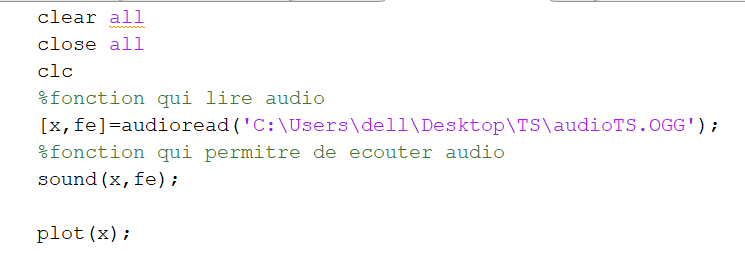 clear all
close all
clc
%fonction qui lire audio
[x,fe]=audioread('C:\Users\dell\Desktop\TS\audioTS.OGG');
%fonction qui permitre de ecouter audio
sound(x,fe);
plot(x);